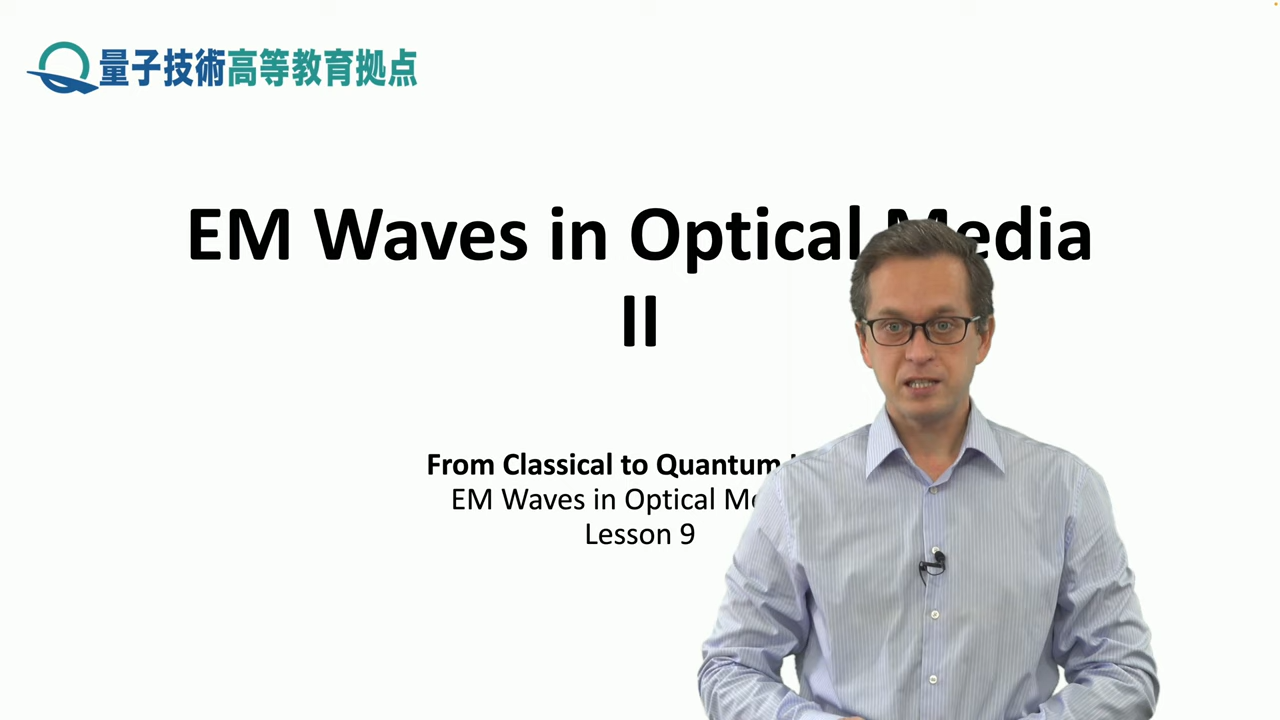 量子技術高等教育拠点
EM Waves in Optical Media
II
From Classical to Quantum
EM Waves in Optical
Lesson 9